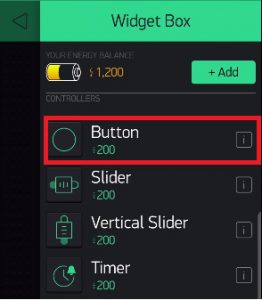 Widget Box
YOUR ENERGY BALANCE
1,200
+ Add
CONTROLLERS
Button
200
i
Slider
200
i
Vertical Slider
200
i
Timer
200
i